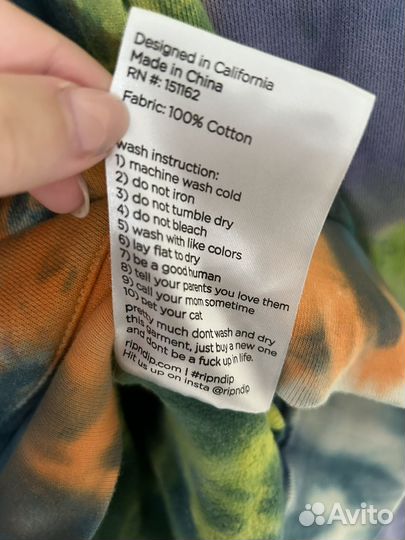 Designed in California
Made in China
RN #: 151162
Fabric: 100% Cotton
wash instruction:
1) machine wash cold
2) do not iron
3) do not tumble dry
4) do not bleach
5) wash with like colors
6) lay flat to dry
7) be a good human
8) tell your parents you love them
9) call your mom sometime
10) pet your cat
pretty much dont wash and dry
this garment, just buy a new one
and dont be a fuck up in life.
ripndip.com | #ripndip
Hit us up on insta @ripndip
Avito